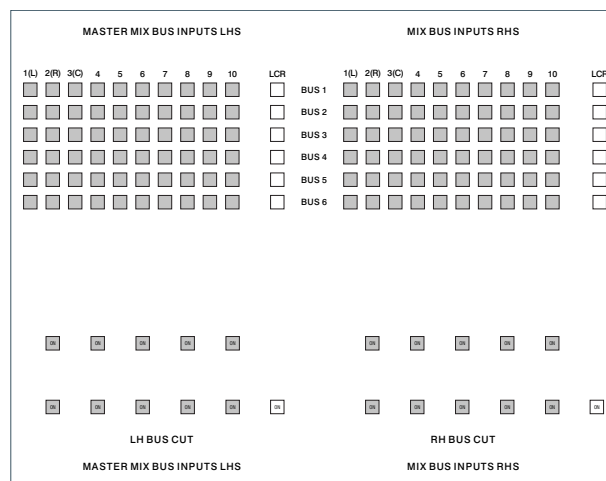 MASTER MIX BUS INPUTS LHS MIX BUS INPUTS RHS
1(L) 2(R) 3(C) 4 5 6 7 8 9 10 LCR 1(L) 2(R) 3(C) 4 5 6 7 8 9 10 LCR
BUS 1
BUS 2
BUS 3
BUS 4
BUS 5
BUS 6
ON ON ON ON ON ON ON ON ON ON
ON ON ON ON ON ON ON ON ON ON ON ON
LH BUS CUT RH BUS CUT
MASTER MIX BUS INPUTS LHS MIX BUS INPUTS RHS